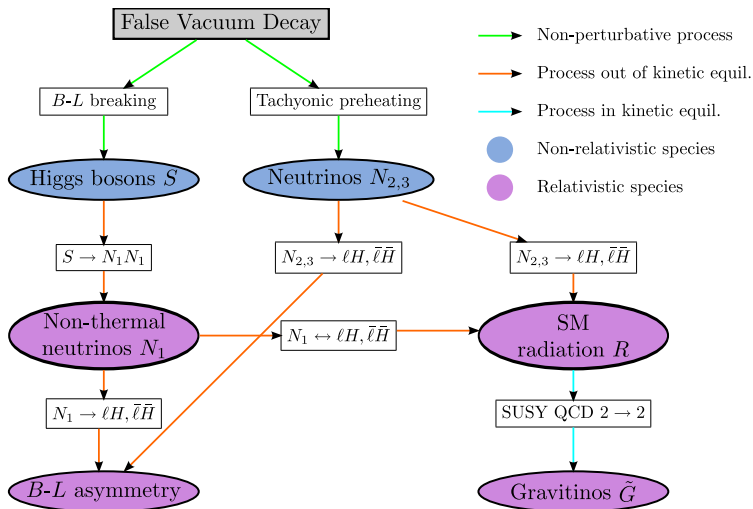 False Vacuum Decay
Non-perturbative process
Process out of kinetic equil.
Process in kinetic equil.
Non-relativistic species
Relativistic species
B-L breaking
Tachyonic preheating
Higgs bosons S
Neutrinos N₂,₃
S → N₁N₁
N₂,₃ → ℓH, ℓ̄H̄
N₂,₃ → ℓH, ℓ̄H̄
Non-thermal
neutrinos N₁
N₁ ↔ ℓH, ℓ̄H̄
SM
radiation R
N₁ → ℓH, ℓ̄H̄
SUSY QCD 2 → 2
B-L asymmetry
Gravitinos G̃